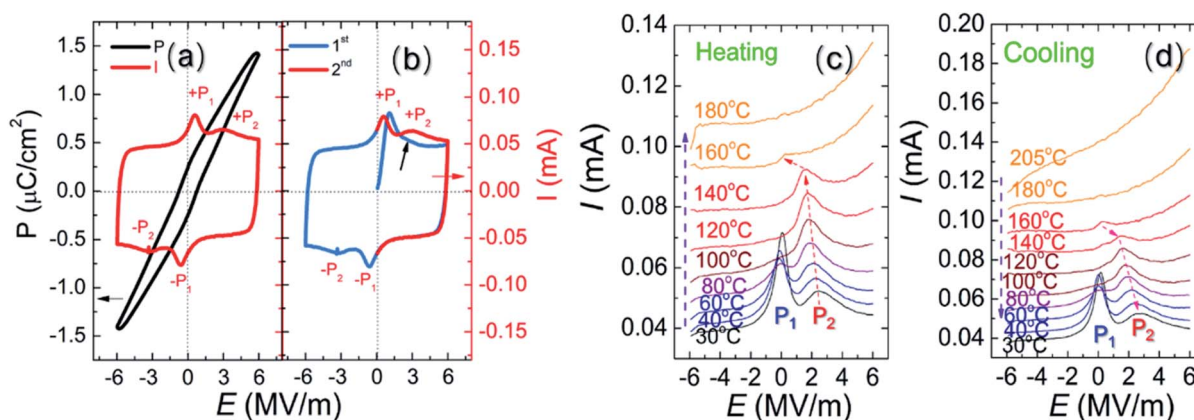 P
I
(a)
+P1
+P2
-P2
-P1
1.5
1.0
0.5
0.0
-0.5
-1.0
-1.5
P (μC/cm2)
-6 -3 0 3 6
1st
2nd
(b)
+P1
+P2
-P2
-P1
0.15
0.10
0.05
0.00
-0.05
-0.10
-0.15
I (mA)
-6 -3 0 3 6
E (MV/m)
Heating
(c)
0.14
0.12
0.10
0.08
0.06
0.04
I (mA)
180°C
160°C
140°C
120°C
100°C
80°C
60°C
40°C
30°C
P1
P2
-6 -4 -2 0 2 4 6
E (MV/m)
Cooling
(d)
0.20
0.18
0.16
0.14
0.12
0.10
0.08
0.06
0.04
I (mA)
205°C
180°C
160°C
140°C
120°C
100°C
80°C
60°C
40°C
30°C
P1
P2
-6 -4 -2 0 2 4 6
E (MV/m)